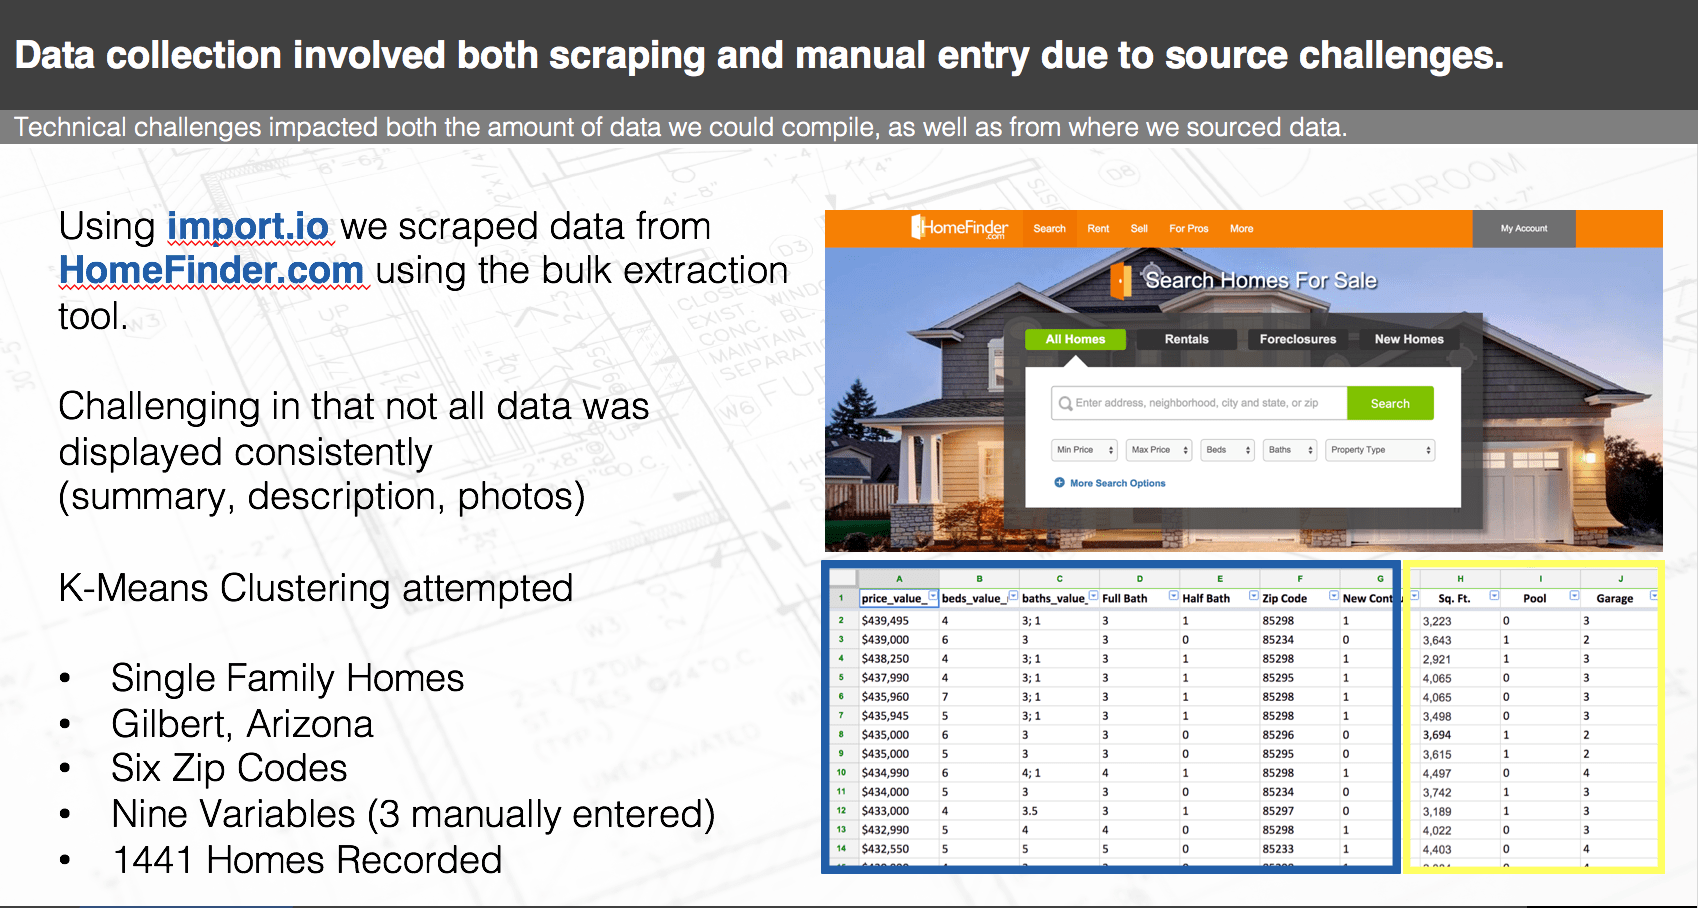 Data collection involved both scraping and manual entry due to source challenges.
Technical challenges impacted both the amount of data we could compile, as well as from where we sourced data.
Using import.io we scraped data from
HomeFinder.com using the bulk extraction
tool.
Challenging in that not all data was
displayed consistently
(summary, description, photos)
K-Means Clustering attempted
• Single Family Homes
• Gilbert, Arizona
• Six Zip Codes
• Nine Variables (3 manually entered)
• 1441 Homes Recorded
HomeFinder.com Search Rent Sell For Pros More My Account
Search Homes For Sale
All Homes Rentals Foreclosures New Homes
Enter address, neighborhood, city and state, or zip Search
Min Price Max Price Beds Baths Property Type
More Search Options
A B C D E F G H I J
1 price_value_ beds_value_ baths_value_ Full Bath Half Bath Zip Code New Cont Sq. Ft. Pool Garage
2 $439,495 4 3; 1 3 1 85298 1 3,223 0 3
3 $439,000 6 3 3 0 85234 0 3,643 1 2
4 $438,250 4 3; 1 3 1 85298 1 2,921 1 3
5 $437,990 4 3; 1 3 1 85295 1 4,065 0 3
6 $435,960 7 3; 1 3 1 85298 1 4,065 0 3
7 $435,945 5 3; 1 3 1 85298 1 3,498 0 3
8 $435,000 6 3 3 0 85296 0 3,694 1 2
9 $435,000 5 3 3 0 85295 0 3,615 1 2
10 $434,990 6 4; 1 4 1 85298 1 4,497 0 4
11 $434,000 5 3 3 0 85234 0 3,742 1 3
12 $433,000 4 3.5 3 1 85297 0 3,189 1 3
13 $432,990 5 4 4 0 85298 1 4,022 0 3
14 $432,550 5 5 5 0 85233 1 4,403 0 4